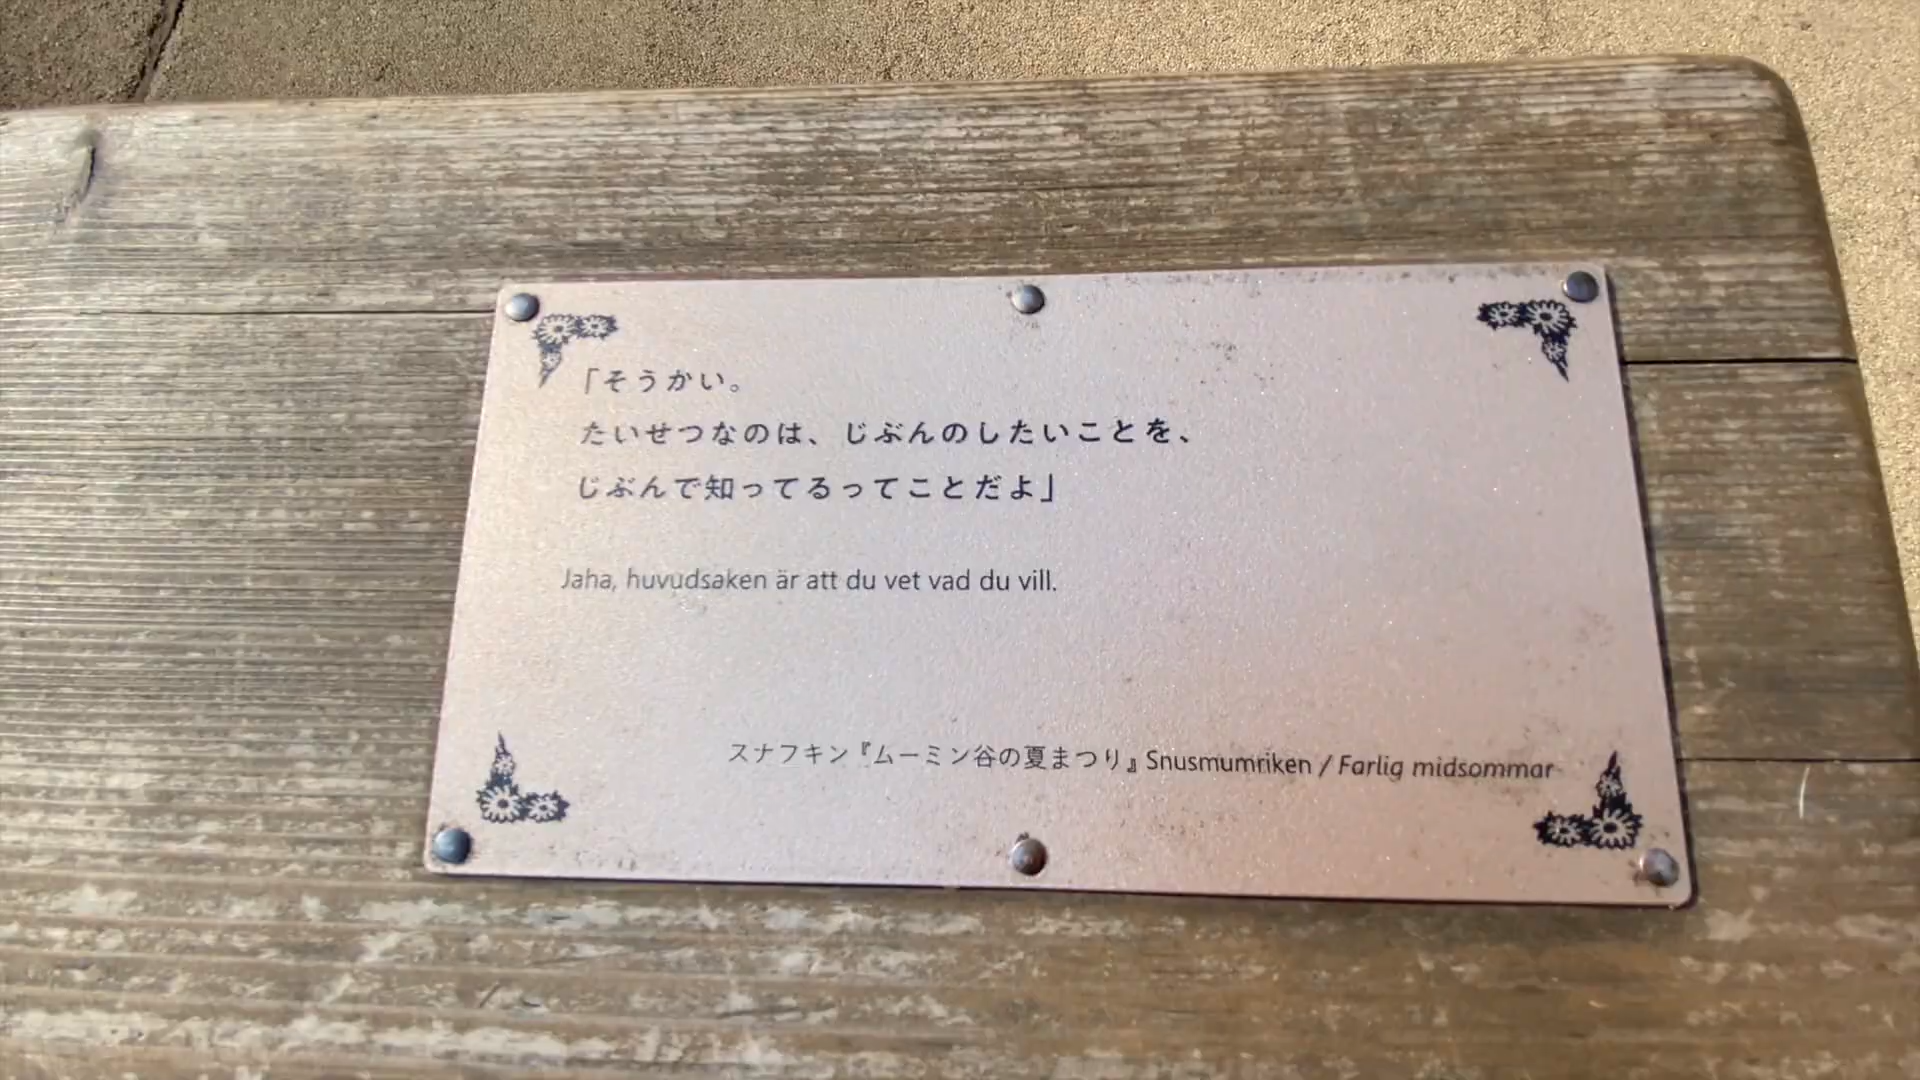 「そうかい。
たいせつなのは、じぶんのしたいことを、
じぶんで知ってるってことだよ」
Jaha, huvudsaken är att du vet vad du vill.
スナフキン『ムーミン谷の夏まつり』Snusmumriken / Farlig midsommar